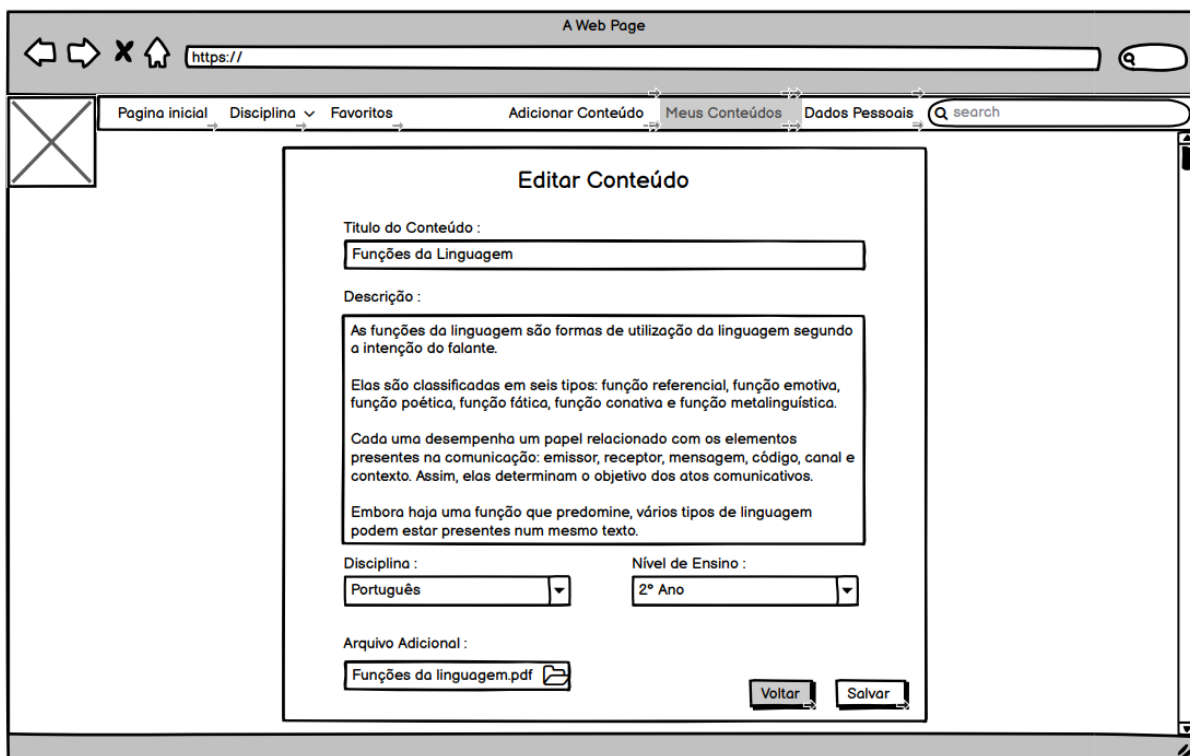 A Web Page
https://
Pagina inicial Disciplina Favoritos Adicionar Conteúdo Meus Conteúdos Dados Pessoais search
Editar Conteúdo
Titulo do Conteúdo :
Funções da Linguagem
Descrição :
As funções da linguagem são formas de utilização da linguagem segundo
a intenção do falante.
Elas são classificadas em seis tipos: função referencial, função emotiva,
função poética, função fática, função conativa e função metalinguística.
Cada uma desempenha um papel relacionado com os elementos
presentes na comunicação: emissor, receptor, mensagem, código, canal e
contexto. Assim, elas determinam o objetivo dos atos comunicativos.
Embora haja uma função que predomine, vários tipos de linguagem
podem estar presentes num mesmo texto.
Disciplina : Nível de Ensino :
Português 2° Ano
Arquivo Adicional :
Funções da linguagem.pdf
Voltar Salvar